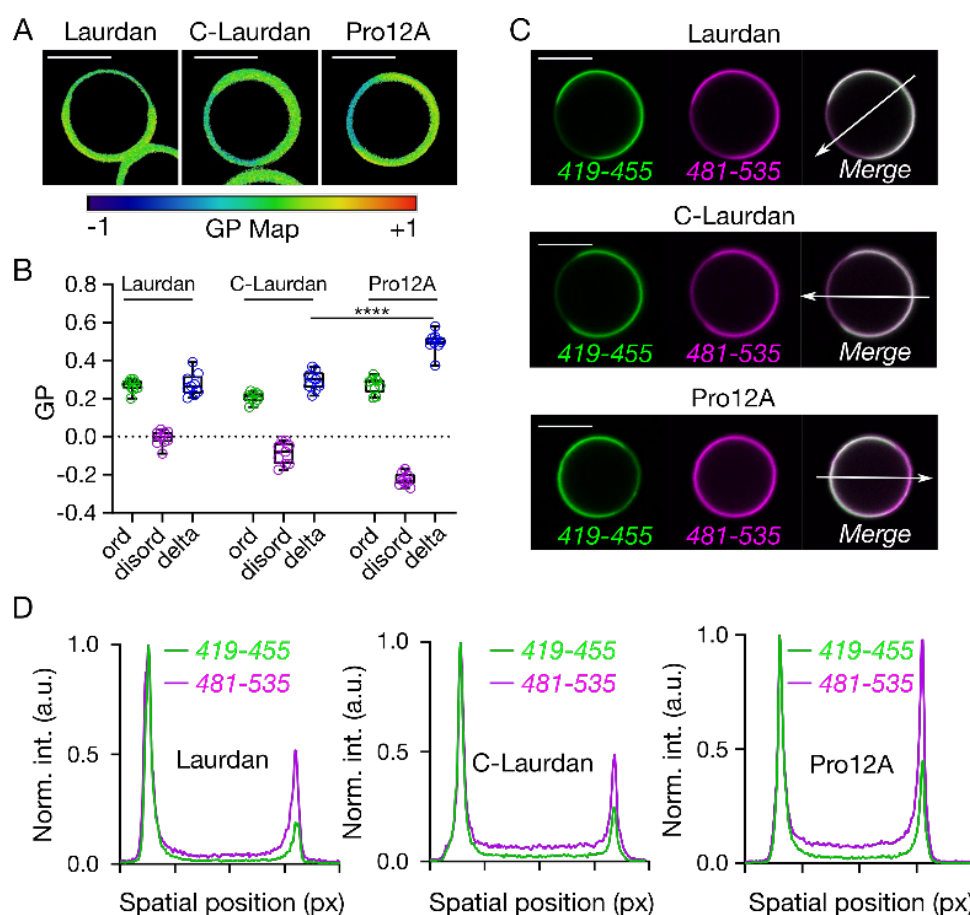 A
Laurdan C-Laurdan Pro12A
-1 GP Map +1
B
GP
0.8
0.6
0.4
0.2
0.0
-0.2
-0.4
Laurdan C-Laurdan Pro12A
****
ord disord delta ord disord delta ord disord delta
C
Laurdan
419-455 481-535 Merge
C-Laurdan
419-455 481-535 Merge
Pro12A
419-455 481-535 Merge
D
Norm. int. (a.u.)
1.0
0.5
0.0
419-455
481-535
Laurdan
Spatial position (px)
Norm. int. (a.u.)
1.0
0.5
0.0
419-455
481-535
C-Laurdan
Spatial position (px)
Norm. int. (a.u.)
1.0
0.5
0.0
419-455
481-535
Pro12A
Spatial position (px)